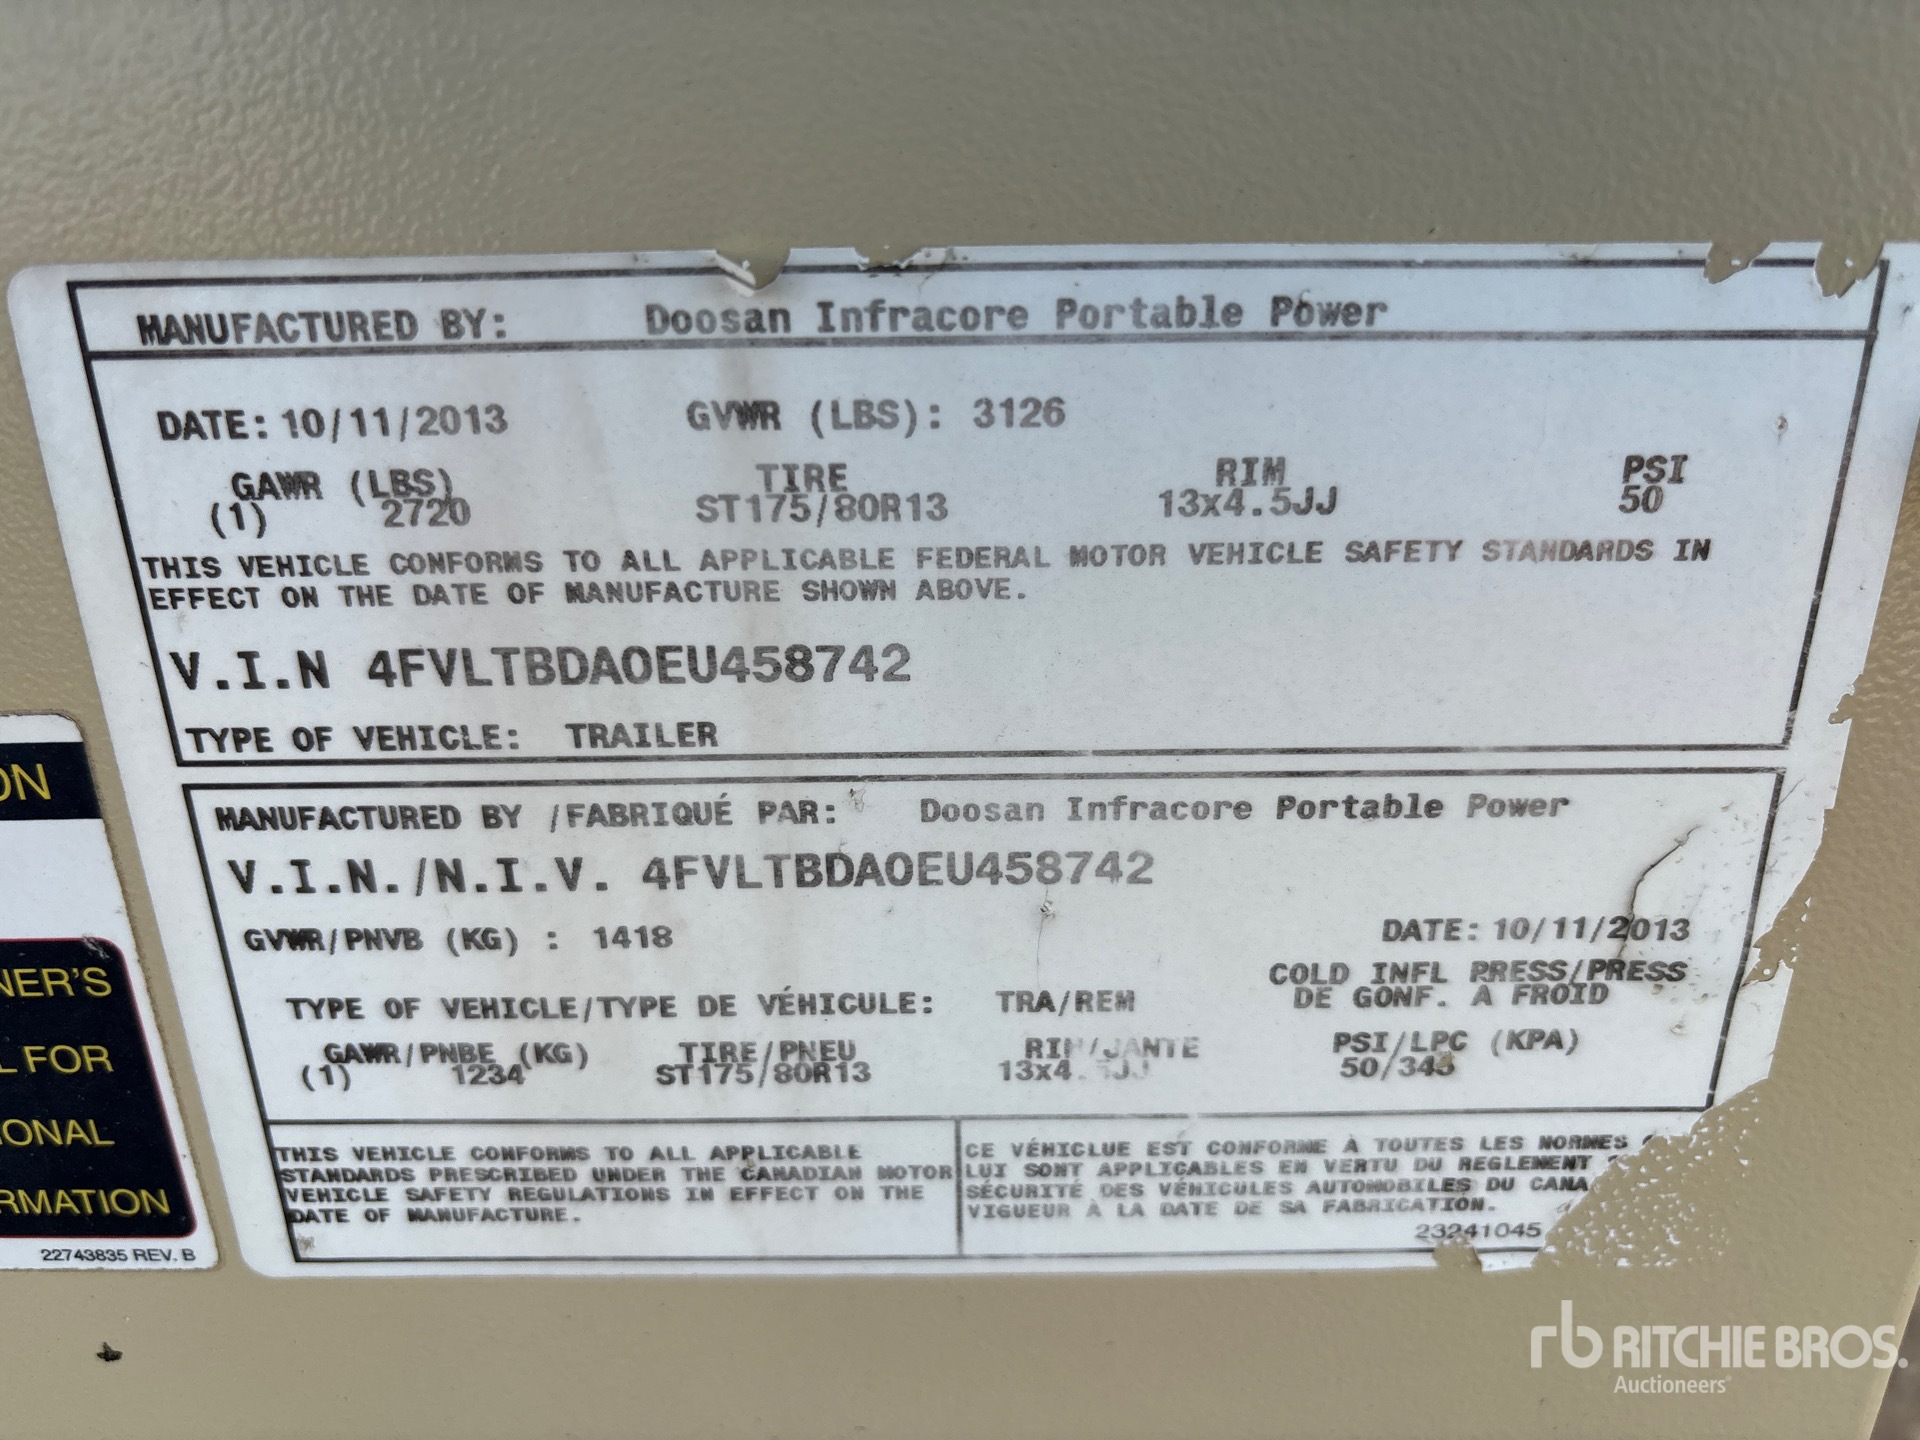 MANUFACTURED BY: Doosan Infracore Portable Power
DATE: 10/11/2013 GVWR (LBS): 3126
GAWR (LBS) TIRE RIM PSI
(1) 2720 ST175/80R13 13x4.5JJ 50
THIS VEHICLE CONFORMS TO ALL APPLICABLE FEDERAL MOTOR VEHICLE SAFETY STANDARDS IN
EFFECT ON THE DATE OF MANUFACTURE SHOWN ABOVE.
V.I.N 4FVLTBDA0EU458742
TYPE OF VEHICLE: TRAILER
MANUFACTURED BY /FABRIQUÉ PAR: Doosan Infracore Portable Power
V.I.N./N.I.V. 4FVLTBDA0EU458742
GVWR/PNVB (KG) : 1418 DATE: 10/11/2013
COLD INFL PRESS/PRESS
TYPE OF VEHICLE/TYPE DE VÉHICULE: TRA/REM DE GONF. A FROID
GAWR/PNBE (KG) TIRE/PNEU RIM/JANTE PSI/LPC (KPA)
(1) 1234 ST175/80R13 50/345
THIS VEHICLE CONFORMS TO ALL APPLICABLE
STANDARDS PRESCRIBED UNDER THE CANADIAN MOTOR
VEHICLE SAFETY REGULATIONS IN EFFECT ON THE
DATE OF MANUFACTURE.
CE VÉHICLUE EST CONFORME À TOUTES LES NORMES
LUI SONT APPLICABLES EN VERTU DU REGLEMENT
SÉCURITÉ DES VÉHICULES AUTOMOBILES DU CANA
VIGUEUR À LA DATE DE SA FABRICATION.
23241045
ON
NER'S
L FOR
IONAL
RMATION
22743835 REV. B
rb RITCHIE BROS.
Auctioneers